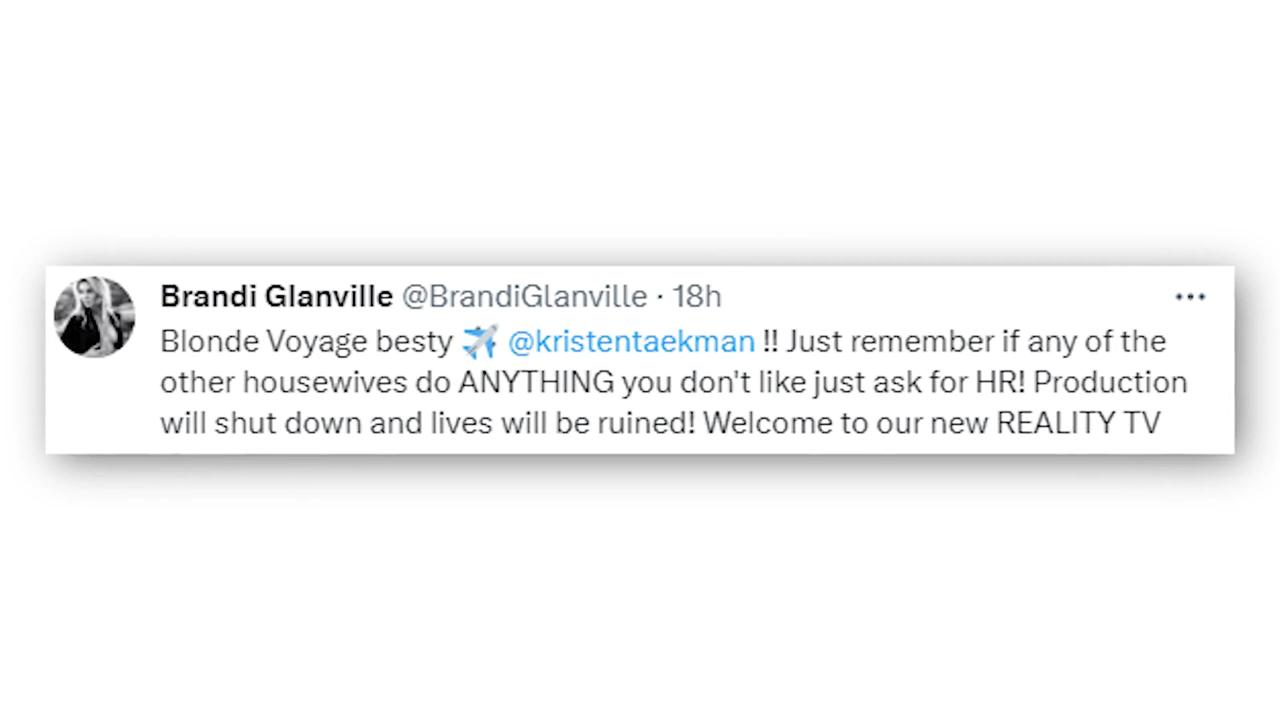 Brandi Glanville @BrandiGlanville · 18h
Blonde Voyage besty ✈️ @kristentaekman !! Just remember if any of the
other housewives do ANYTHING you don't like just ask for HR! Production
will shut down and lives will be ruined! Welcome to our new REALITY TV